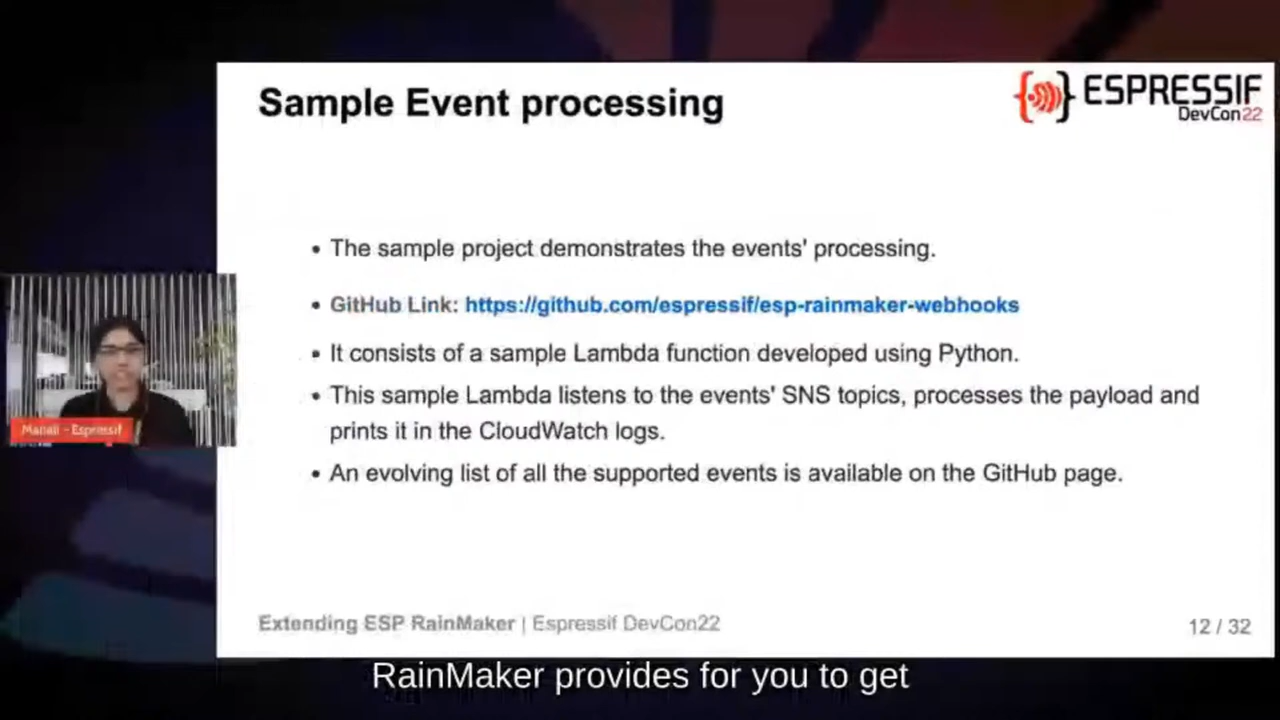 Sample Event processing
ESPRESSIF
DevCon22
• The sample project demonstrates the events' processing.
• GitHub Link: https://github.com/espressif/esp-rainmaker-webhooks
• It consists of a sample Lambda function developed using Python.
• This sample Lambda listens to the events' SNS topics, processes the payload and
prints it in the CloudWatch logs.
• An evolving list of all the supported events is available on the GitHub page.
Manali - Espressif
Extending ESP RainMaker | Espressif DevCon22
12 / 32
RainMaker provides for you to get